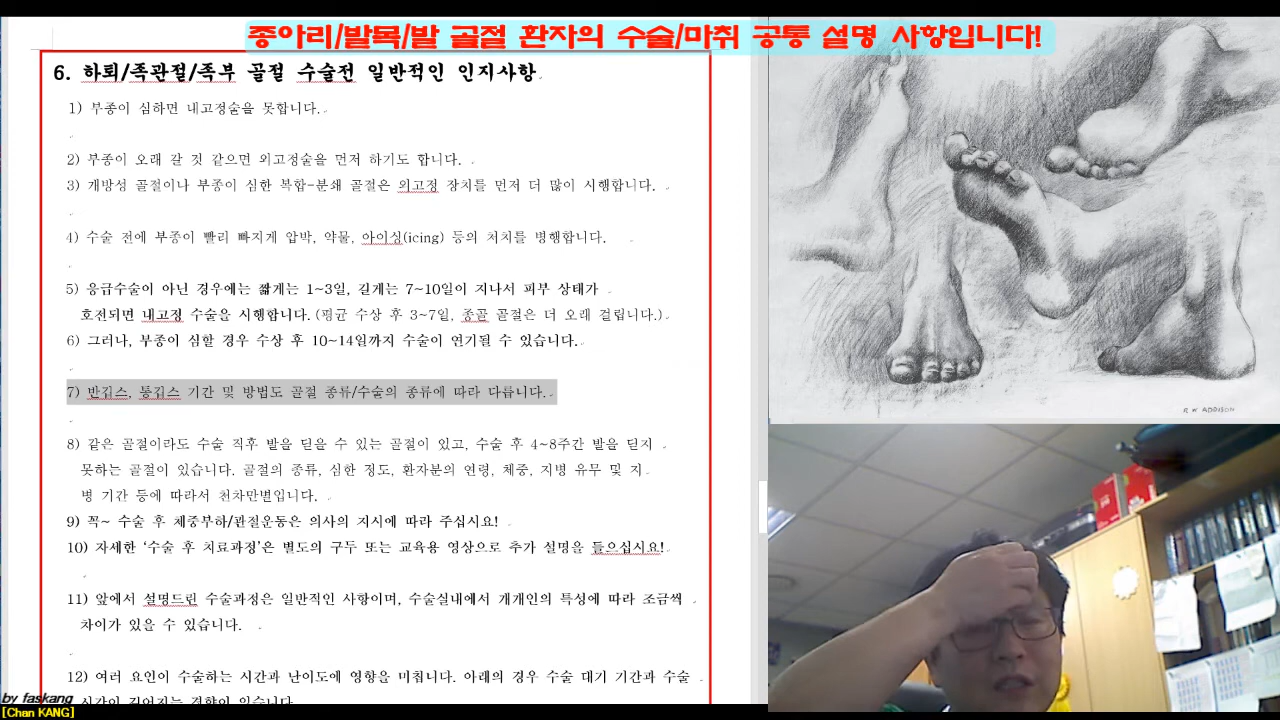 종아리/발목/발 골절 환자의 수술/마취 공통 설명 사항입니다!
6. 하퇴/족관절/족부 골절 수술전 일반적인 인지사항
1) 부종이 심하면 내고정술을 못합니다.
2) 부종이 오래 갈 것 같으면 외고정술을 먼저 하기도 합니다.
3) 개방성 골절이나 부종이 심한 복합-분쇄 골절은 외고정 장치를 먼저 더 많이 시행합니다.
4) 수술 전에 부종이 빨리 빠지게 압박, 약물, 아이싱(icing) 등의 처치를 병행합니다.
5) 응급수술이 아닌 경우에는 짧게는 1~3일, 길게는 7~10일이 지나서 피부 상태가
호전되면 내고정 수술을 시행합니다. (평균 수상 후 3~7일, 종골 골절은 더 오래 걸립니다.)
6) 그러나, 부종이 심할 경우 수상 후 10~14일까지 수술이 연기될 수 있습니다.
7) 반깁스, 통깁스 기간 및 방법도 골절 종류/수술의 종류에 따라 다릅니다.
8) 같은 골절이라도 수술 직후 발을 딛을 수 있는 골절이 있고, 수술 후 4~8주간 발을 딛지
못하는 골절이 있습니다. 골절의 종류, 심한 정도, 환자분의 연령, 체중, 지병 유무 및 지
병 기간 등에 따라서 천차만별입니다.
9) 꼭~ 수술 후 체중부하/관절운동은 의사의 지시에 따라 주십시요!
10) 자세한 '수술 후 치료과정'은 별도의 구두 또는 교육용 영상으로 추가 설명을 들으십시요!
11) 앞에서 설명드린 수술과정은 일반적인 사항이며, 수술실내에서 개개인의 특성에 따라 조금씩
차이가 있을 수 있습니다.
12) 여러 요인이 수술하는 시간과 난이도에 영향을 미칩니다. 아래의 경우 수술 대기 기간과 수술
시간이 길어지는 경향이 있습니다.
by faskang
[Chan KANG]
R W ADDISON